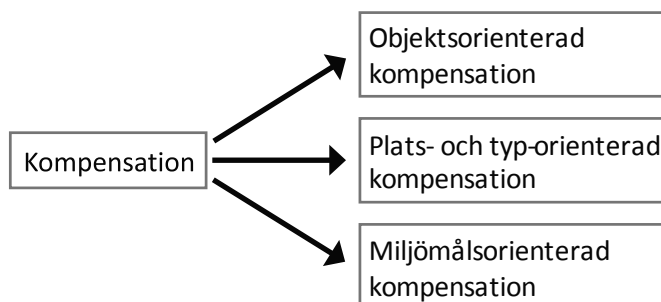 Objektsorienterad
kompensation
Kompensation
Plats- och typ-orienterad
kompensation
Miljömålsorienterad
kompensation